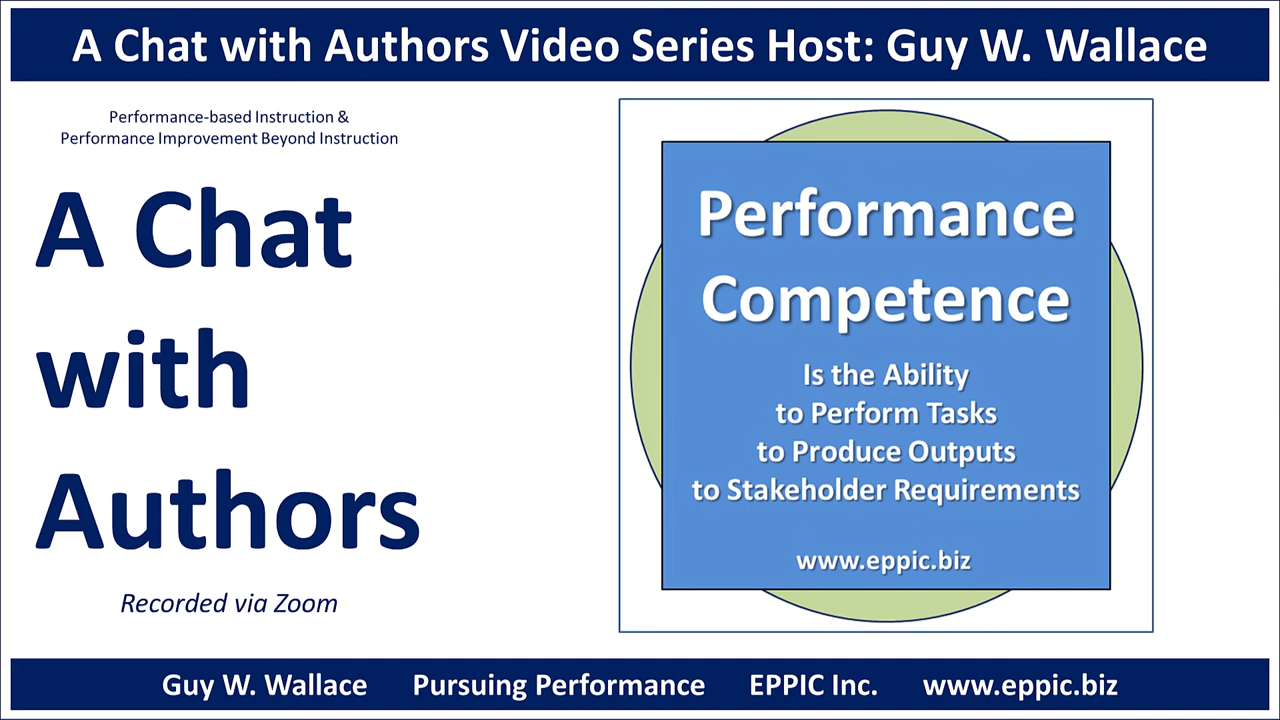 A Chat with Authors Video Series Host: Guy W. Wallace
Performance-based Instruction &
Performance Improvement Beyond Instruction
A Chat
with
Authors
Recorded via Zoom
Performance
Competence
Is the Ability
to Perform Tasks
to Produce Outputs
to Stakeholder Requirements
www.eppic.biz
Guy W. Wallace Pursuing Performance EPPIC Inc. www.eppic.biz